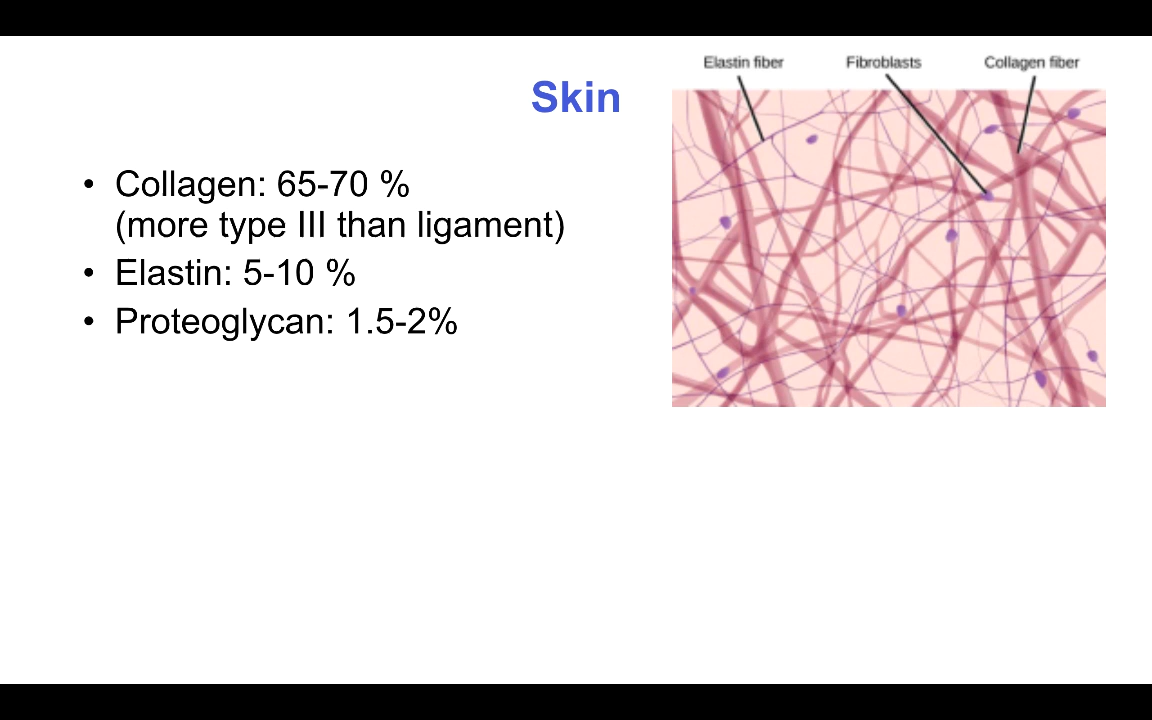 Skin
• Collagen: 65-70 %
(more type III than ligament)
• Elastin: 5-10 %
• Proteoglycan: 1.5-2%
Elastin fiber
Fibroblasts
Collagen fiber